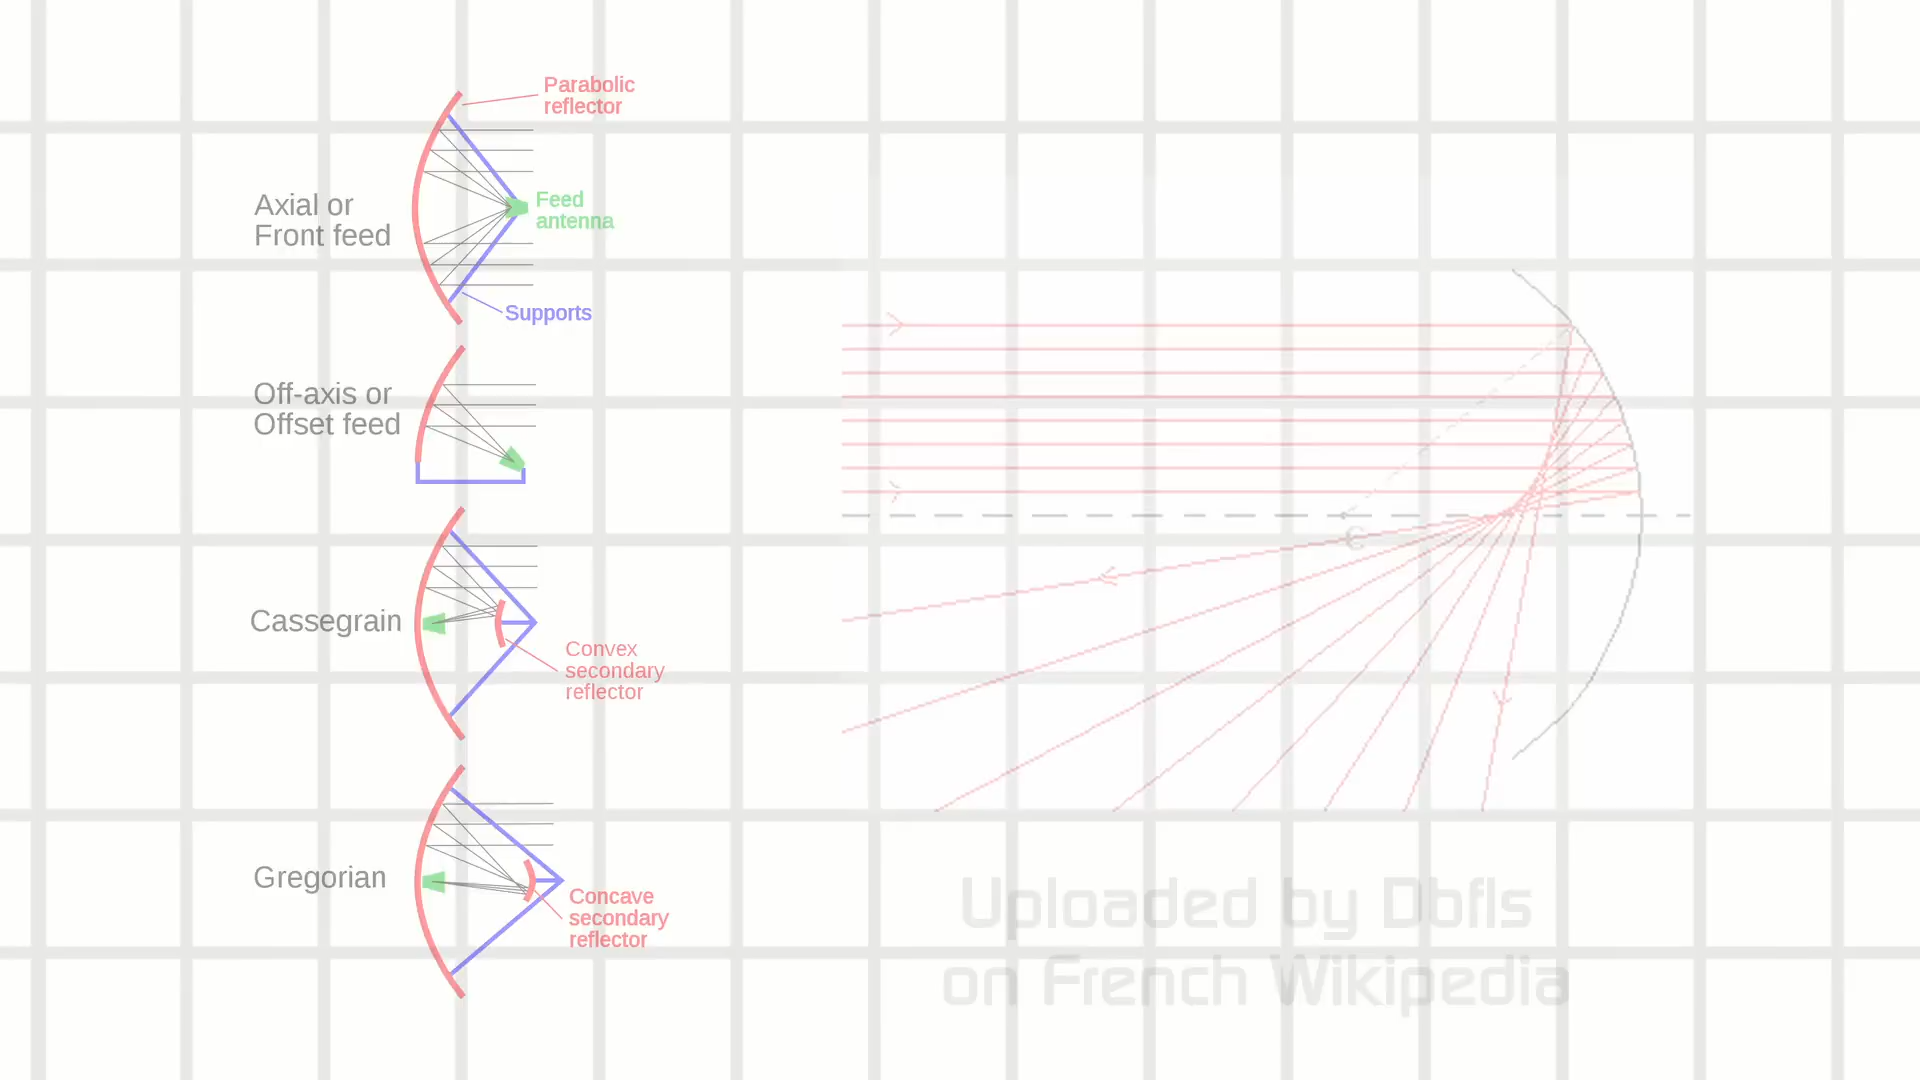 Parabolic
reflector
Axial or
Front feed
Feed
antenna
Supports
Off-axis or
Offset feed
Cassegrain
Convex
secondary
reflector
Gregorian
Concave
secondary
reflector
C
Uploaded by Dbfls
on French Wikipedia